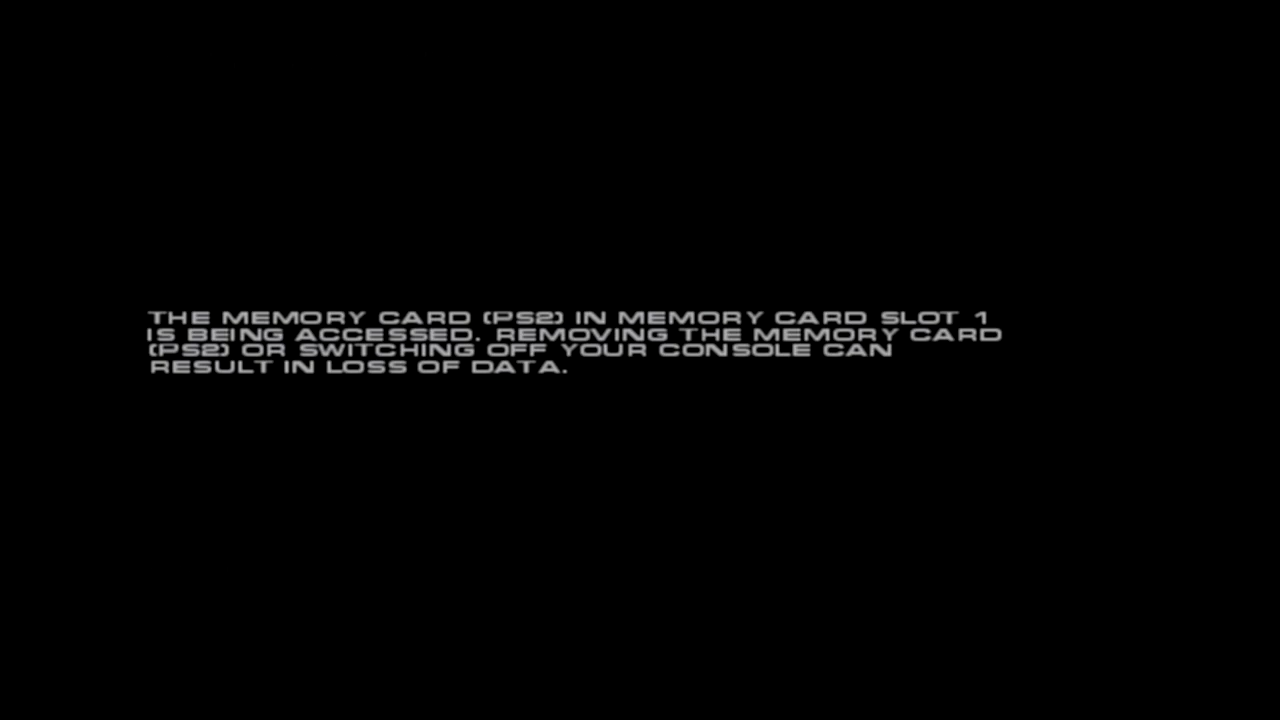 THE MEMORY CARD (PS2) IN MEMORY CARD SLOT 1
IS BEING ACCESSED. REMOVING THE MEMORY CARD
(PS2) OR SWITCHING OFF YOUR CONSOLE CAN
RESULT IN LOSS OF DATA.